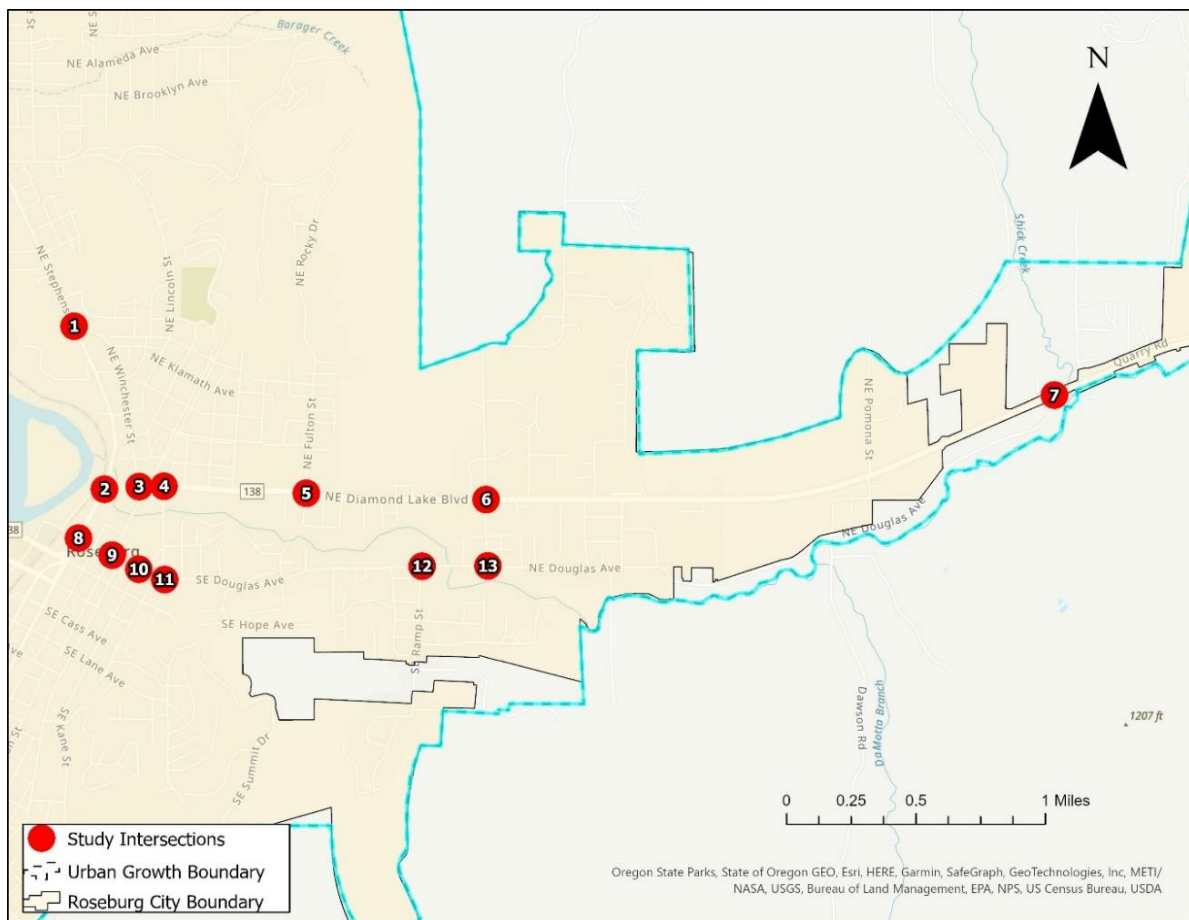 Barager Creek
NE Alameda Ave
NE Brooklyn Ave
N
NE Stephens
NE Lincoln St
NE Rocky Dr
Shick Creek
1
NE Winchester St
NE Klamath Ave
Quarry Rd
7
NE Pomona St
NE Fulton St
2
3
4
138
5
NE Diamond Lake Blvd
6
38
8
Roseburg
9
10
11
SE Douglas Ave
12
13
NE Douglas Ave
NE Douglas Ave
SE Cass Ave
SE Hope Ave
SE Ramp St
SE Lane Ave
SE Kane St
SE Summit Dr
Dawson Rd
DaMotta Branch
1207 ft
0 0.25 0.5 1 Miles
Study Intersections
Urban Growth Boundary
Roseburg City Boundary
Oregon State Parks, State of Oregon GEO, Esri, HERE, Garmin, SafeGraph, GeoTechnologies, Inc, METI/
NASA, USGS, Bureau of Land Management, EPA, NPS, US Census Bureau, USDA